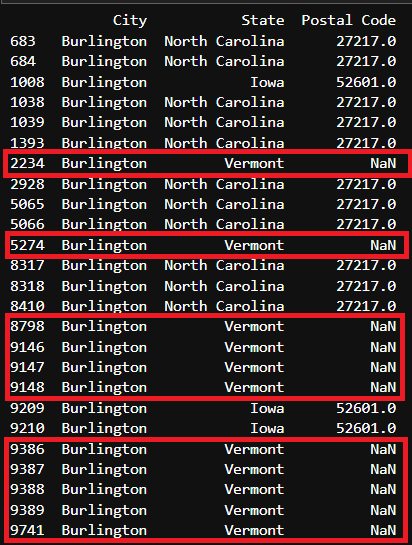 City State Postal Code
683 Burlington North Carolina 27217.0
684 Burlington North Carolina 27217.0
1008 Burlington Iowa 52601.0
1038 Burlington North Carolina 27217.0
1039 Burlington North Carolina 27217.0
1393 Burlington North Carolina 27217.0
2234 Burlington Vermont NaN
2928 Burlington North Carolina 27217.0
5065 Burlington North Carolina 27217.0
5066 Burlington North Carolina 27217.0
5274 Burlington Vermont NaN
8317 Burlington North Carolina 27217.0
8318 Burlington North Carolina 27217.0
8410 Burlington North Carolina 27217.0
8798 Burlington Vermont NaN
9146 Burlington Vermont NaN
9147 Burlington Vermont NaN
9148 Burlington Vermont NaN
9209 Burlington Iowa 52601.0
9210 Burlington Iowa 52601.0
9386 Burlington Vermont NaN
9387 Burlington Vermont NaN
9388 Burlington Vermont NaN
9389 Burlington Vermont NaN
9741 Burlington Vermont NaN